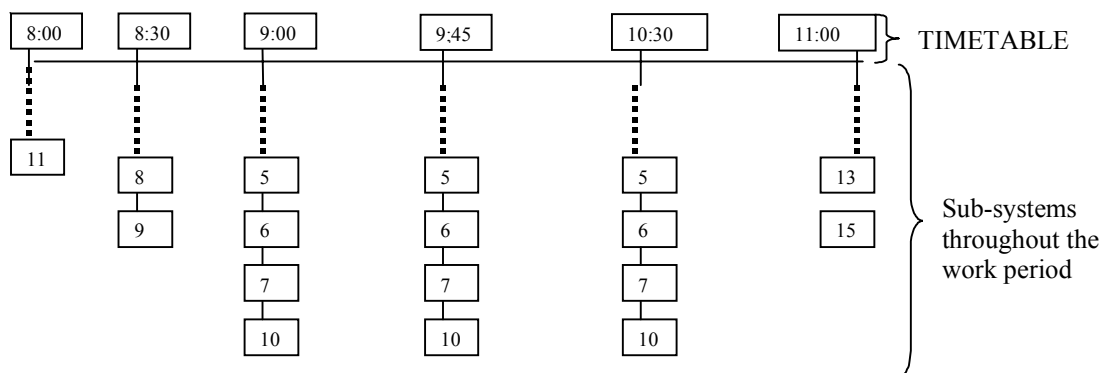 8:00 8:30 9:00 9;45 10:30 11:00
TIMETABLE
11
8 5 5 5 13
9 6 6 6 15
7 7 7
10 10 10
Sub-systems
throughout the
work period